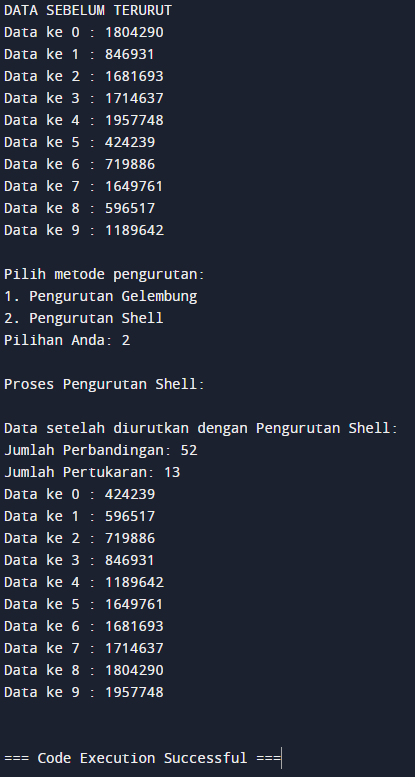 DATA SEBELUM TERURUT
Data ke 0 : 1804290
Data ke 1 : 846931
Data ke 2 : 1681693
Data ke 3 : 1714637
Data ke 4 : 1957748
Data ke 5 : 424239
Data ke 6 : 719886
Data ke 7 : 1649761
Data ke 8 : 596517
Data ke 9 : 1189642

Pilih metode pengurutan:
1. Pengurutan Gelembung
2. Pengurutan Shell
Pilihan Anda: 2

Proses Pengurutan Shell:

Data setelah diurutkan dengan Pengurutan Shell:
Jumlah Perbandingan: 52
Jumlah Pertukaran: 13
Data ke 0 : 424239
Data ke 1 : 596517
Data ke 2 : 719886
Data ke 3 : 846931
Data ke 4 : 1189642
Data ke 5 : 1649761
Data ke 6 : 1681693
Data ke 7 : 1714637
Data ke 8 : 1804290
Data ke 9 : 1957748

=== Code Execution Successful ===